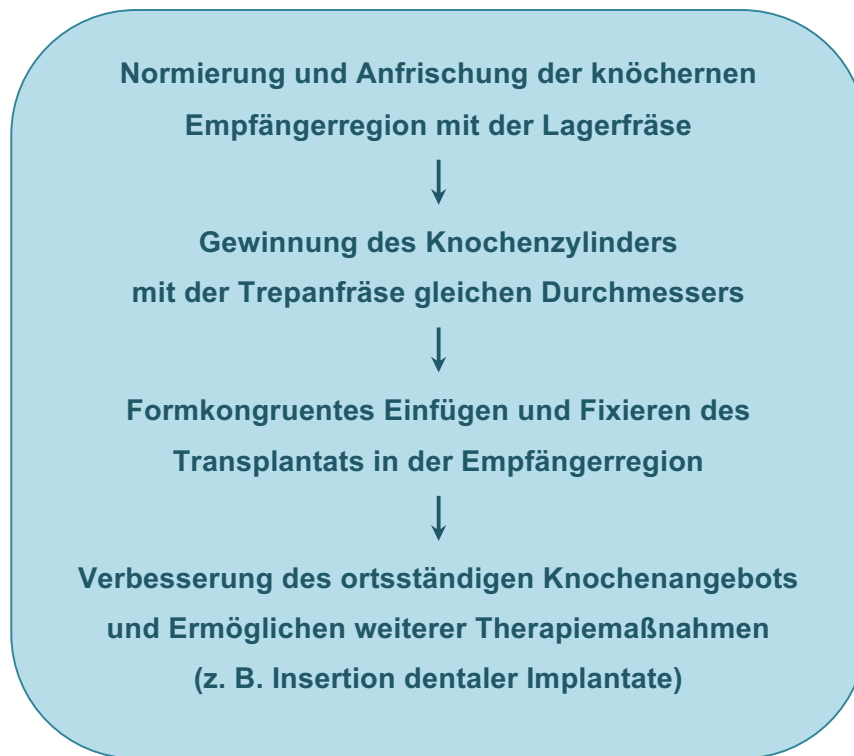 Normierung und Anfrischung der knöchernen
Empfängerregion mit der Lagerfräse
Gewinnung des Knochenzylinders
mit der Trepanfräse gleichen Durchmessers
Formkongruentes Einfügen und Fixieren des
Transplantats in der Empfängerregion
Verbesserung des ortsständigen Knochenangebots
und Ermöglichen weiterer Therapiemaßnahmen
(z. B. Insertion dentaler Implantate)